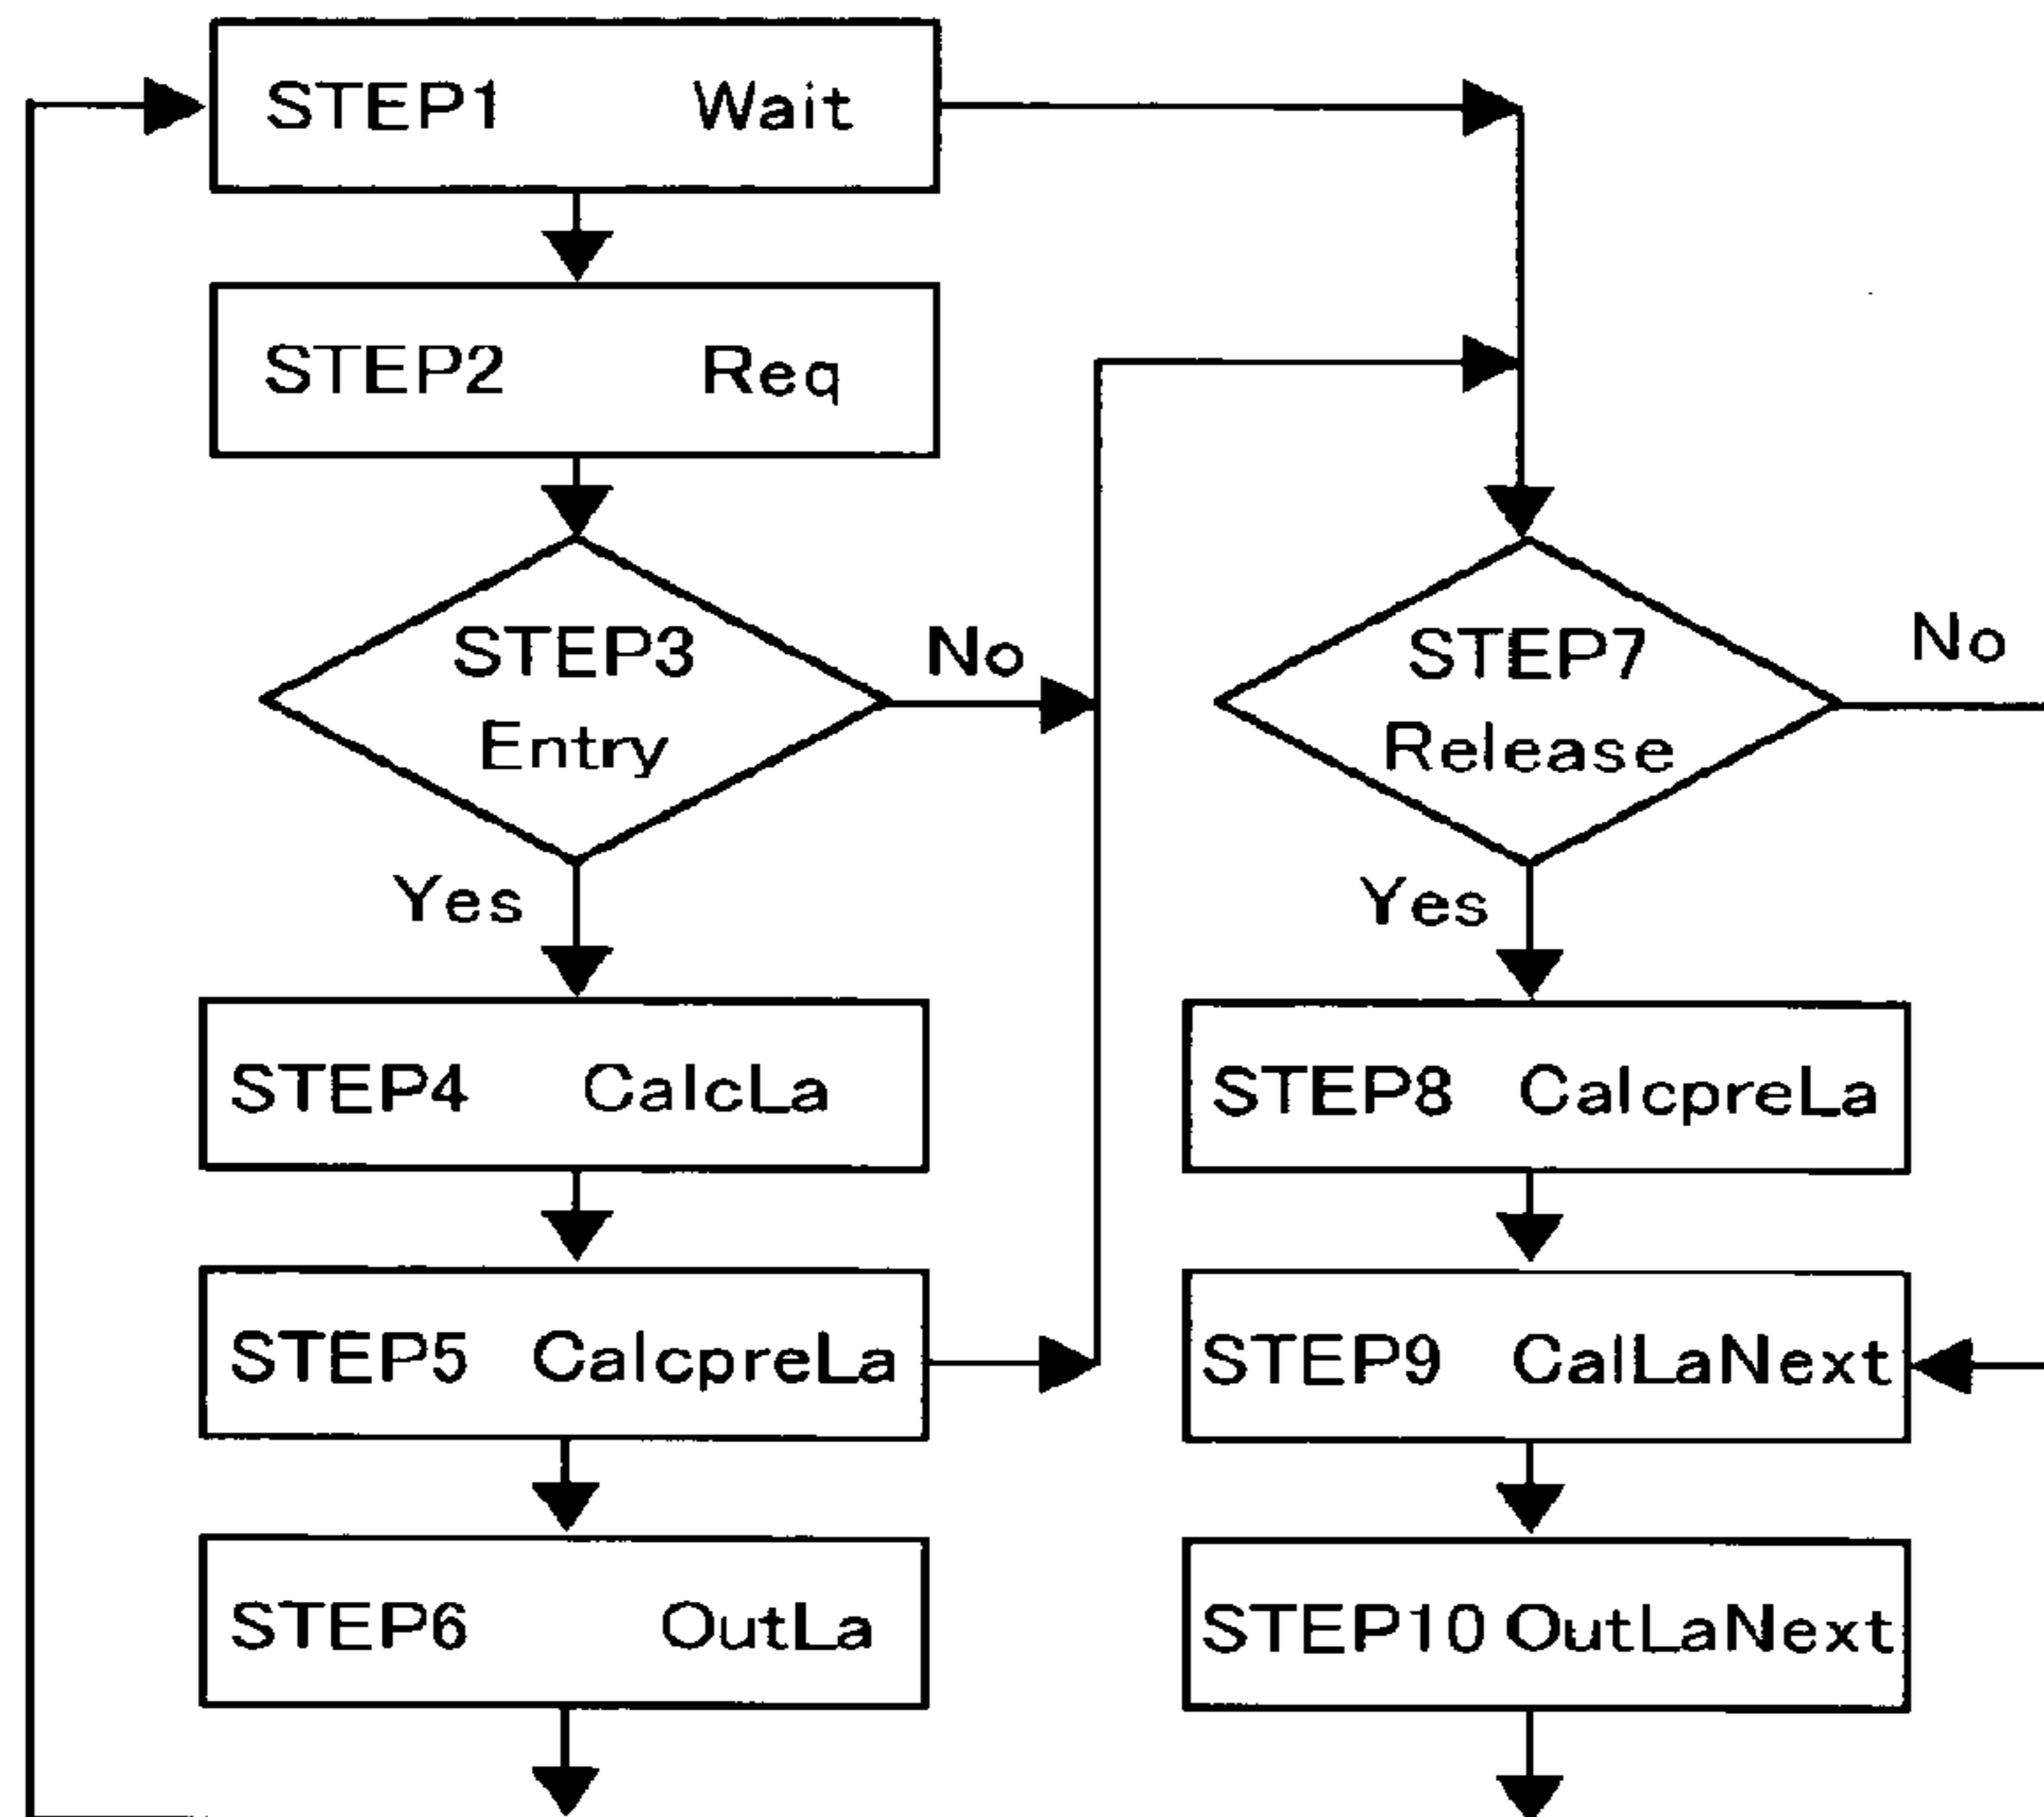 STEP1 Wait
STEP2 Req
STEP3
Entry
No
Yes
STEP4 CalcLa
STEP5 CalcpreLa
STEP6 OutLa
STEP7
Release
No
Yes
STEP8 CalcpreLa
STEP9 CalLaNext
STEP10 OutLaNext